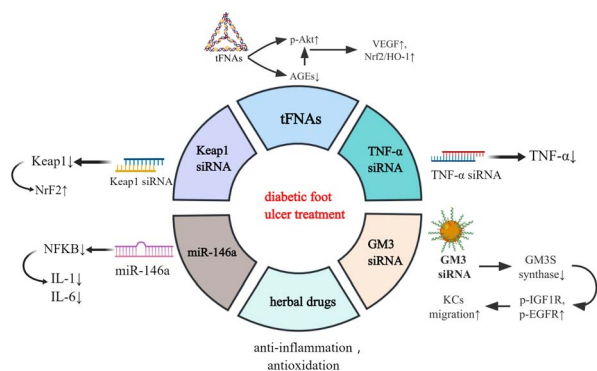 tFNAs
p-Akt↑
AGEs↓
VEGF↑,
Nrf2/HO-1↑
tFNAs
Keap1
siRNA
TNF-α
siRNA
Keap1↓
NrF2↑
Keap1 siRNA
TNF-α siRNA
TNF-α↓
diabetic foot
ulcer treatment
miR-146a
GM3
siRNA
NFKB↓
IL-1↓
IL-6↓
miR-146a
GM3
siRNA
GM3S
synthase↓
p-IGF1R,
p-EGFR↑
KCs
migration↑
herbal drugs
anti-inflammation ,
antioxidation